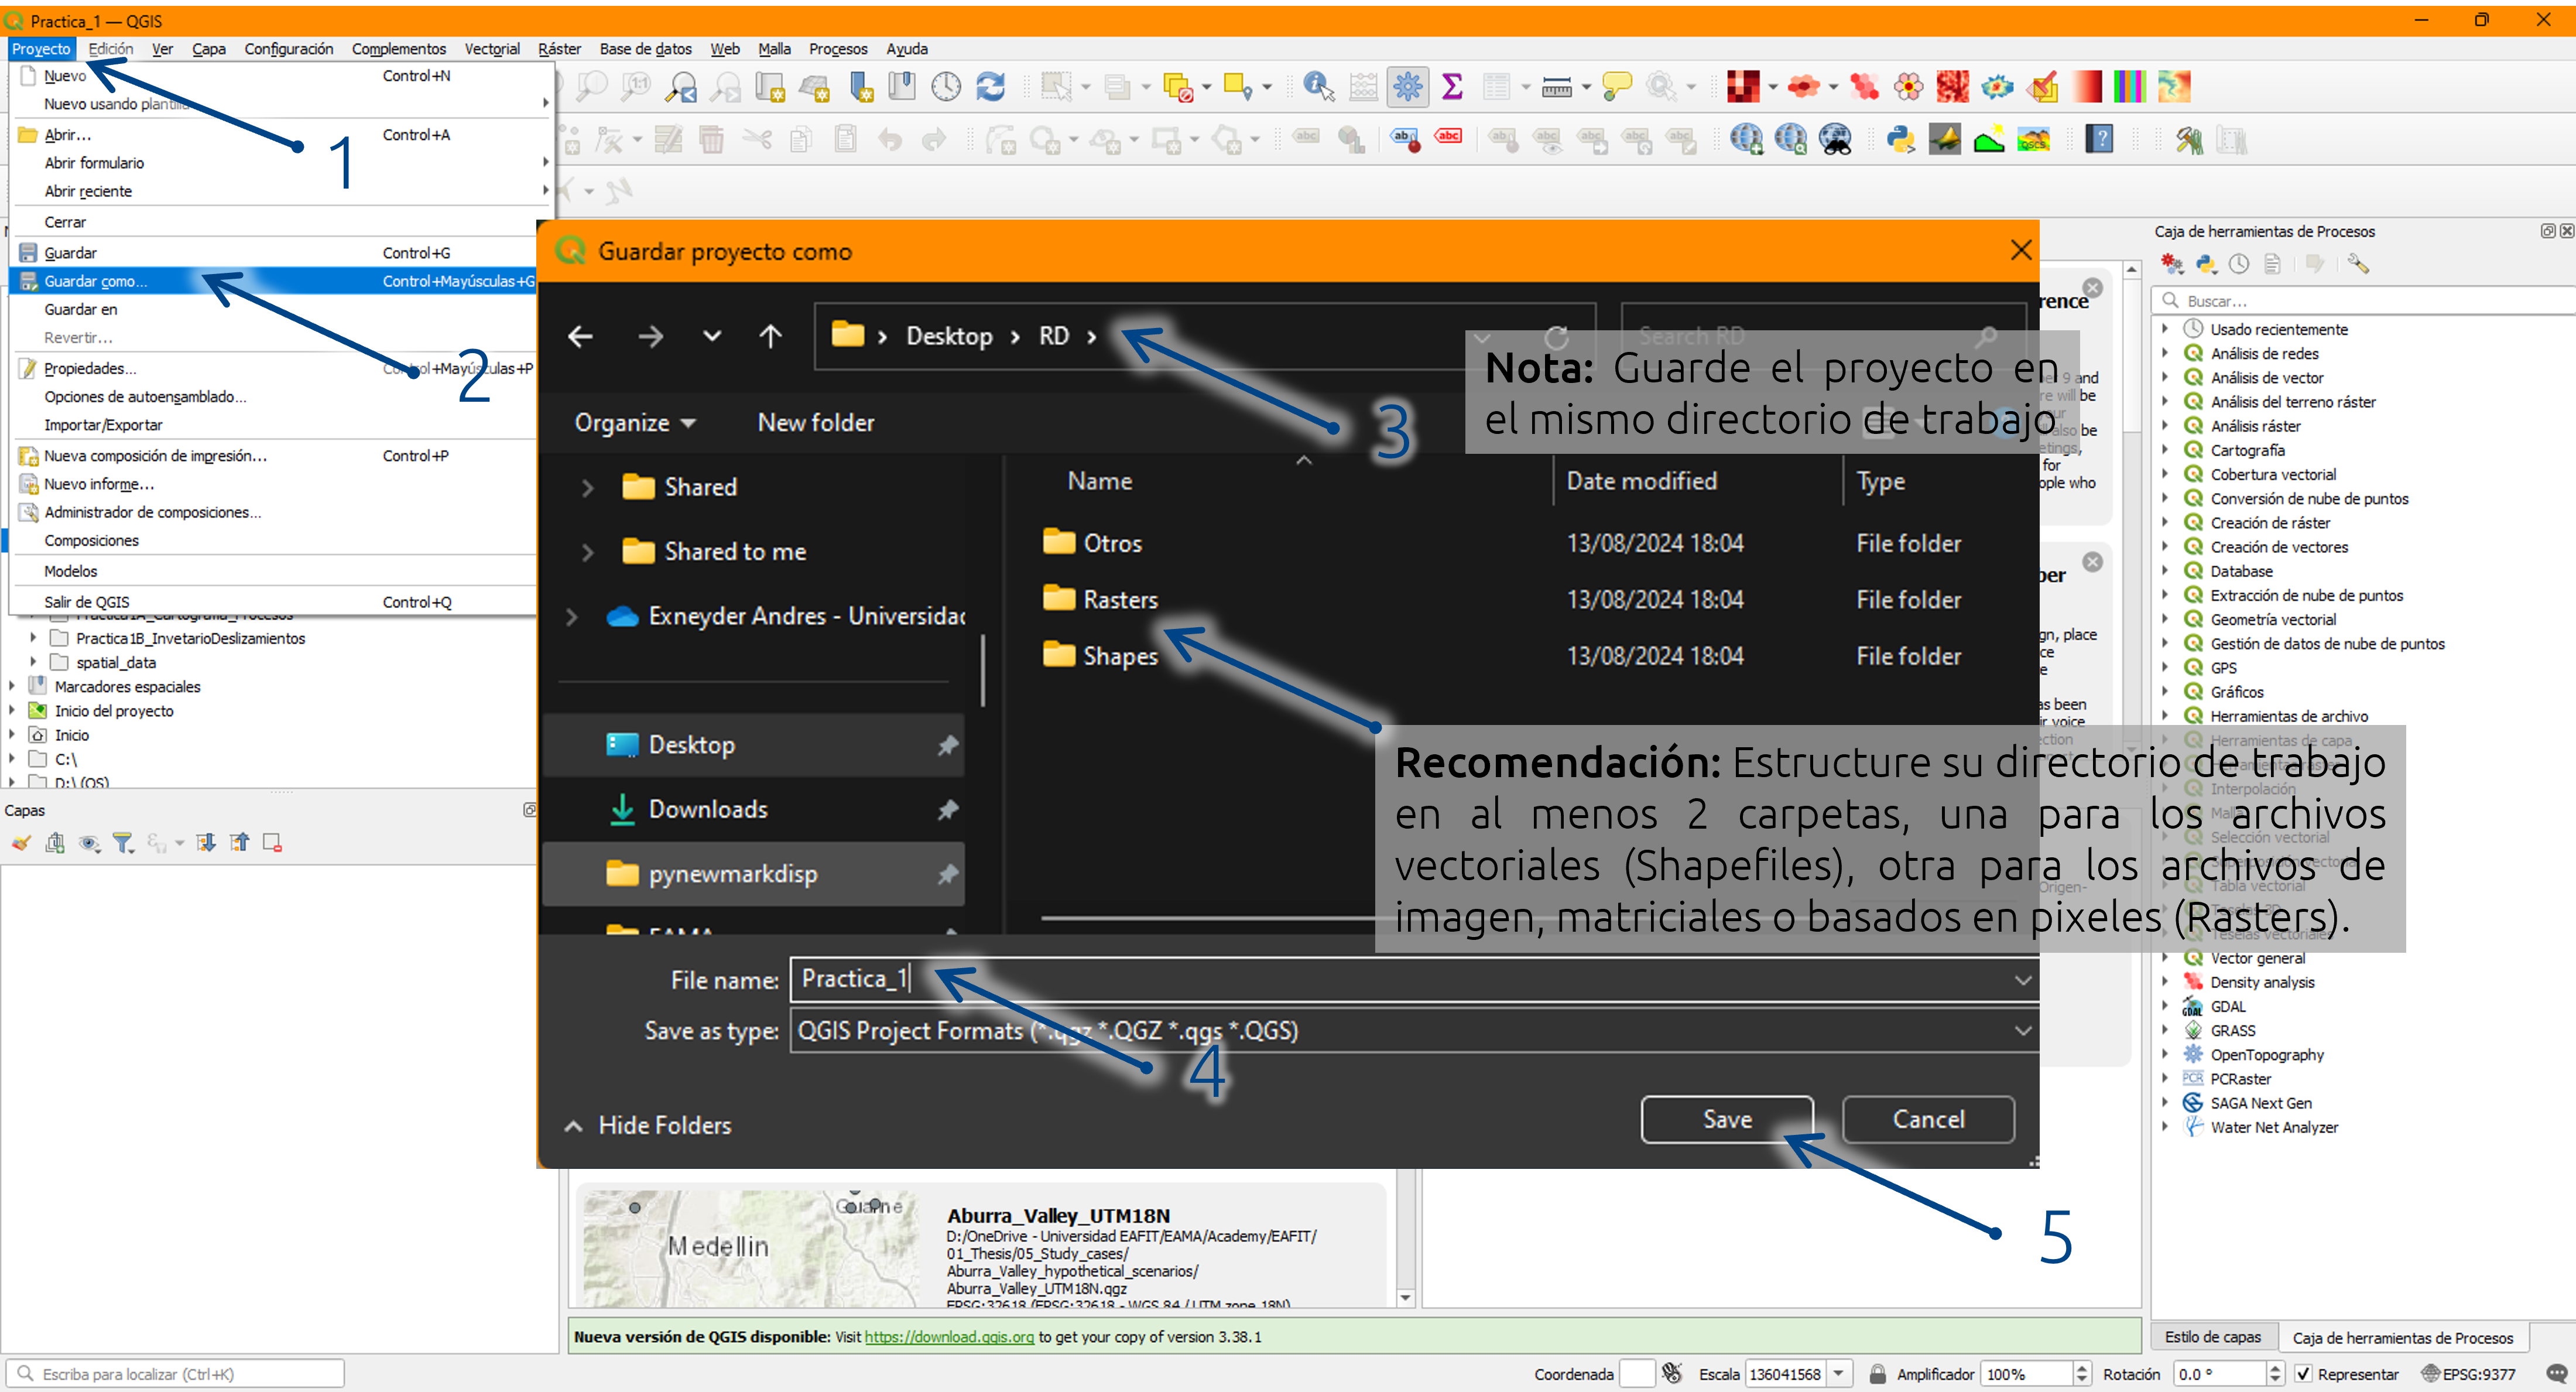 Practica_1 — QGIS
Proyecto Edición Ver Capa Configuración Complementos Vectorial Ráster Base de datos Web Malla Procesos Ayuda
Nuevo Control+N
Nuevo usando plantilla
Abrir... Control+A
Abrir formulario
Abrir reciente
Cerrar
Guardar Control+G
Guardar como... Control+Mayúsculas+G
Guardar en
Revertir...
Propiedades... Control+Mayúsculas+P
Opciones de autoensamblado...
Importar/Exportar
Nueva composición de impresión... Control+P
Nuevo informe...
Administrador de composiciones...
Composiciones
Modelos
Salir de QGIS Control+Q
1
2
Practica1B_InvetarioDeslizamientos
spatial_data
Marcadores espaciales
Inicio del proyecto
Inicio
C:\
D:\ (OS)
Capas
Guardar proyecto como
Desktop › RD ›
Search RD
3
Nota: Guarde el proyecto en
el mismo directorio de trabajo
Organize New folder
Shared
Shared to me
Exneyder Andres - Universidad
Desktop
Downloads
pynewmarkdisp
EAMA
Name Date modified Type
Otros 13/08/2024 18:04 File folder
Rasters 13/08/2024 18:04 File folder
Shapes 13/08/2024 18:04 File folder
Recomendación: Estructure su directorio de trabajo
en al menos 2 carpetas, una para los archivos
vectoriales (Shapefiles), otra para los archivos de
imagen, matriciales o basados en pixeles (Rasters).
File name: Practica_1
Save as type: QGIS Project Formats (*.qgz *.QGZ *.qgs *.QGS)
4
Hide Folders
Save Cancel
5
Guarne
Medellin
Aburra_Valley_UTM18N
D:/OneDrive - Universidad EAFIT/EAMA/Academy/EAFIT/
01_Thesis/05_Study_cases/
Aburra_Valley_hypothetical_scenarios/
Aburra_Valley_UTM18N.qgz
EPSG:32618 (EPSG:32618 - WGS 84 / UTM zone 18N)
Nueva versión de QGIS disponible: Visit https://download.qgis.org to get your copy of version 3.38.1
Caja de herramientas de Procesos
Buscar...
Usado recientemente
Análisis de redes
Análisis de vector
Análisis del terreno ráster
Análisis ráster
Cartografía
Cobertura vectorial
Conversión de nube de puntos
Creación de ráster
Creación de vectores
Database
Extracción de nube de puntos
Geometría vectorial
Gestión de datos de nube de puntos
GPS
Gráficos
Herramientas de archivo
Herramientas de capa
Interpolación
Selección vectorial
Tabla vectorial
Teselas vectoriales
Vector general
Density analysis
GDAL
GRASS
OpenTopography
PCRaster
SAGA Next Gen
Water Net Analyzer
Estilo de capas Caja de herramientas de Procesos
Escriba para localizar (Ctrl+K)
Coordenada Escala 136041568 Amplificador 100% Rotación 0.0 ° Representar EPSG:9377